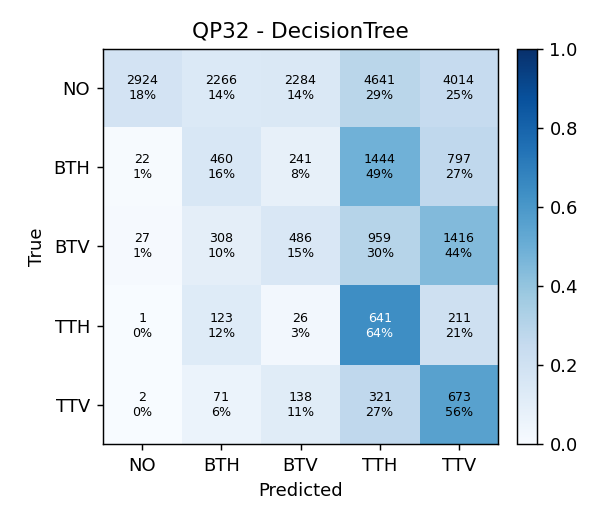 QP32 - DecisionTree
NO 2924 2266 2284 4641 4014
18% 14% 14% 29% 25%
BTH 22 460 241 1444 797
1% 16% 8% 49% 27%
BTV 27 308 486 959 1416
1% 10% 15% 30% 44%
TTH 1 123 26 641 211
0% 12% 3% 64% 21%
TTV 2 71 138 321 673
0% 6% 11% 27% 56%
NO BTH BTV TTH TTV
Predicted
True
1.0
0.8
0.6
0.4
0.2
0.0